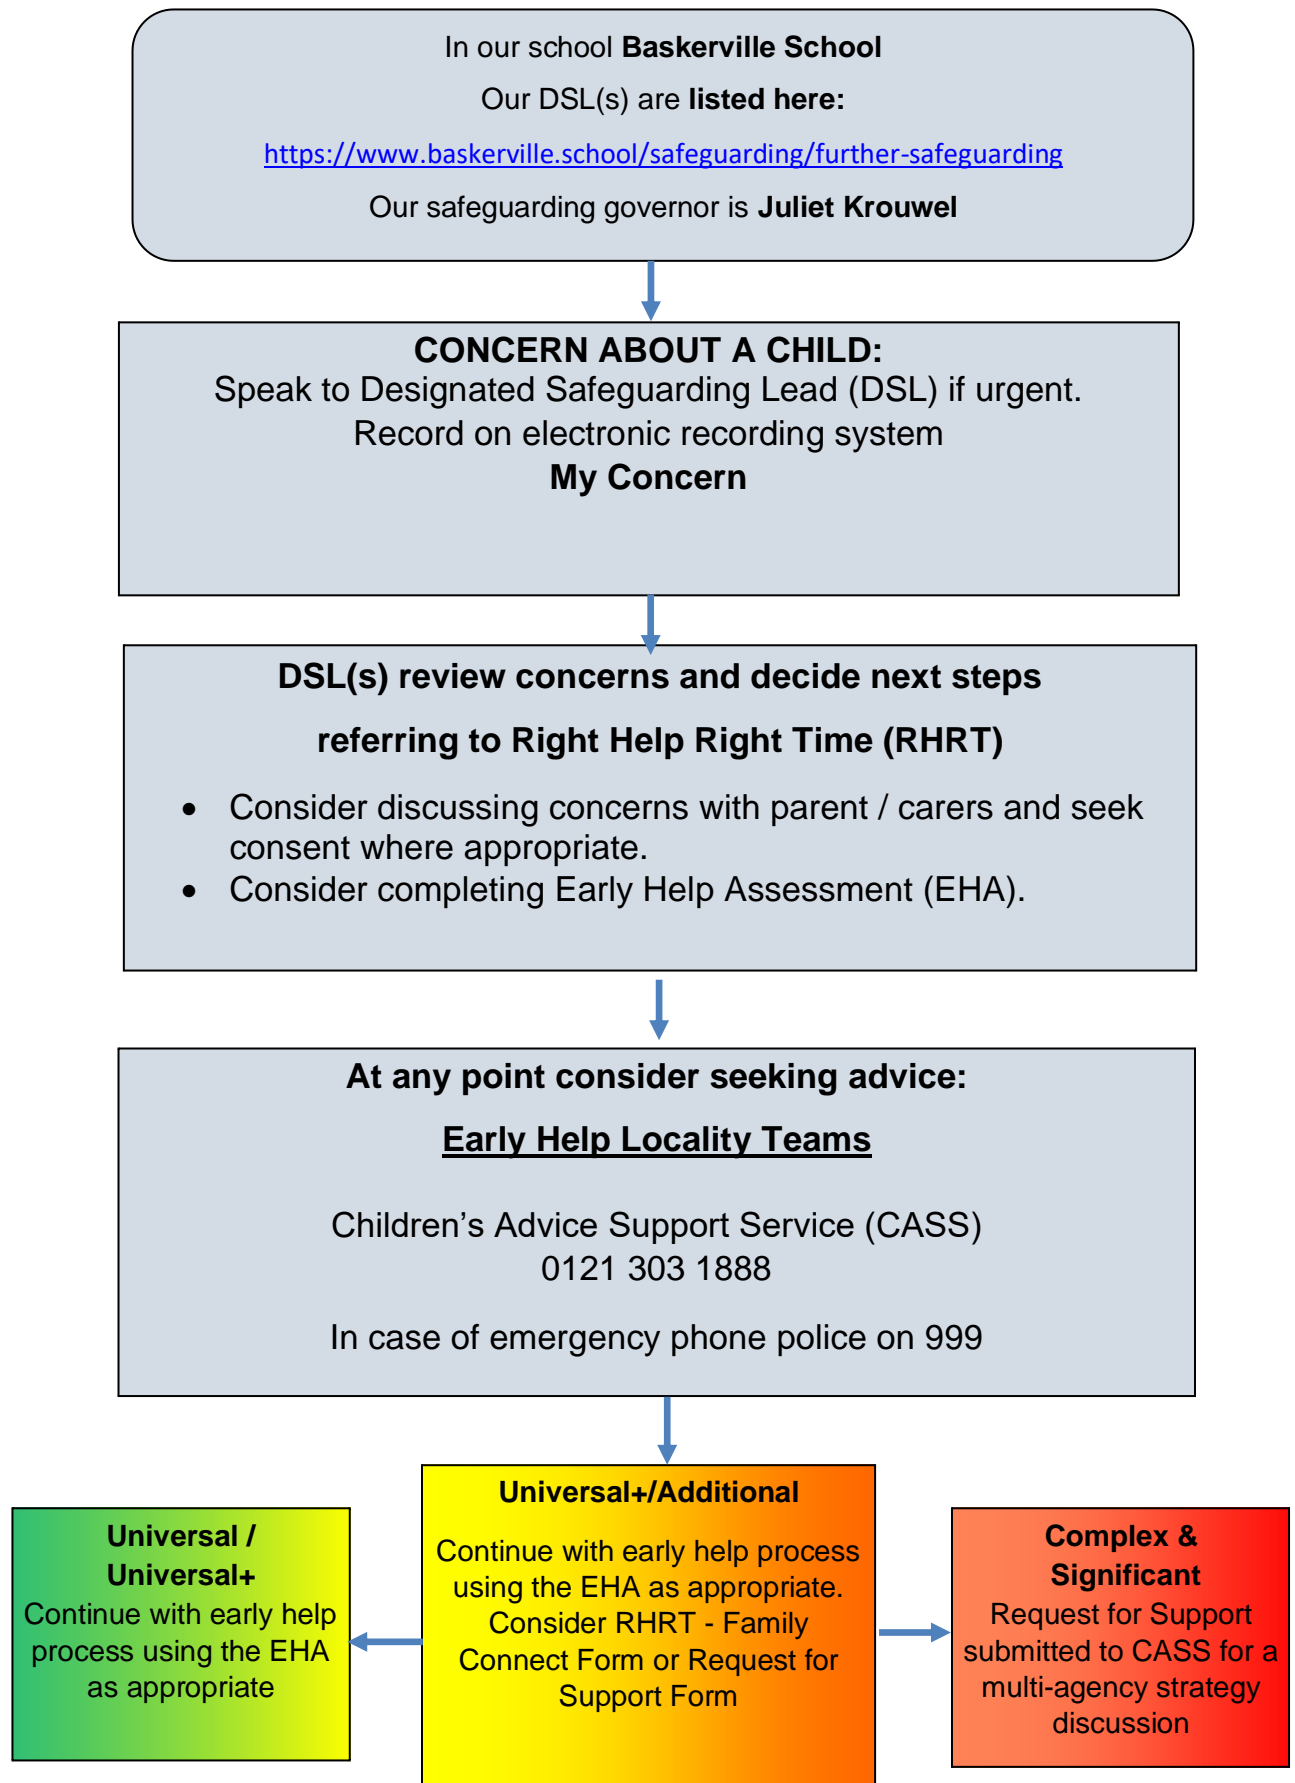 In our school Baskerville School
Our DSL(s) are listed here:
https://www.baskerville.school/safeguarding/further-safeguarding
Our safeguarding governor is Juliet Krouwel
CONCERN ABOUT A CHILD:
Speak to Designated Safeguarding Lead (DSL) if urgent.
Record on electronic recording system
My Concern
DSL(s) review concerns and decide next steps
referring to Right Help Right Time (RHRT)
• Consider discussing concerns with parent / carers and seek
consent where appropriate.
• Consider completing Early Help Assessment (EHA).
At any point consider seeking advice:
Early Help Locality Teams
Children’s Advice Support Service (CASS)
0121 303 1888
In case of emergency phone police on 999
Universal /
Universal+
Continue with early help
process using the EHA
as appropriate
Universal+/Additional
Continue with early help process
using the EHA as appropriate.
Consider RHRT - Family
Connect Form or Request for
Support Form
Complex &
Significant
Request for Support
submitted to CASS for a
multi-agency strategy
discussion